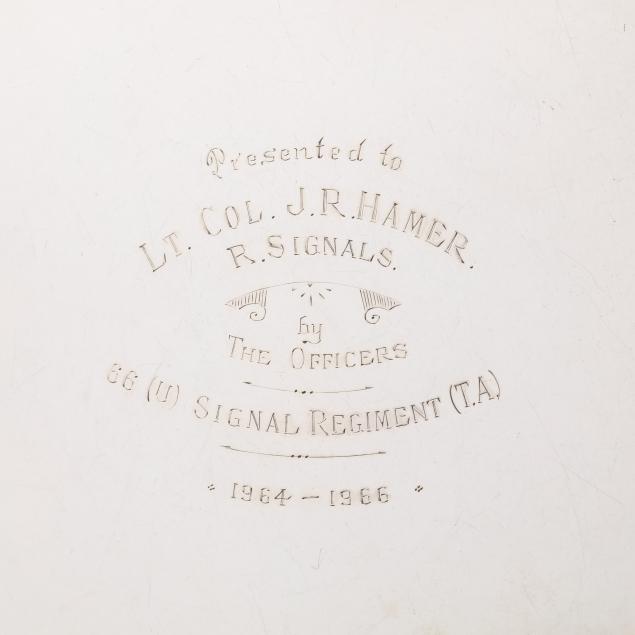 Presented to
LT. COL. J.R. HAMER.
R. SIGNALS.
by
THE OFFICERS
66 (U) SIGNAL REGIMENT (T.A)
1964 – 1966